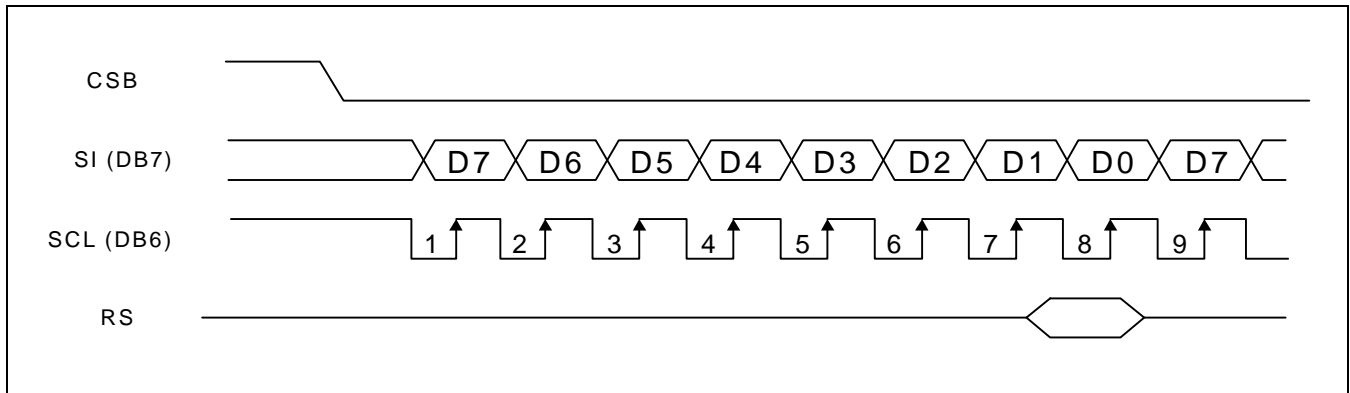 CSB
SI (DB7) D7 D6 D5 D4 D3 D2 D1 D0 D7
SCL (DB6) 1 2 3 4 5 6 7 8 9
RS